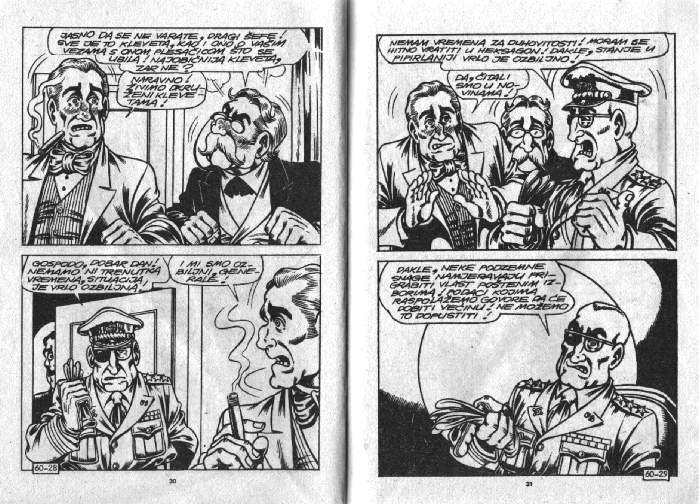 JASNO DA SE NE VARATE, DRAGI ŠEFE!
SVE JE TO KLEVETA, KAO I ONO O VAŠIM
VEZAMA S ONOM PLESAČICOM ŠTO SE
UBILA! NAJOBIČNIJA KLEVETA,
ZAR NE?
NARAVNO!
ŽIVIMO OKRU-
ŽENI KLEVE
TAMA!
GOSPODO, DOBAR DAN!
NEMAMO NI TRENUTKA
VREMENA, SITUACIJA
JE VRLO OZBILJNA.
I MI SMO OZ-
BILJNI, GENE-
RALE!
60-28
30
NEMAM VREMENA ZA DUHOVITOSTI! MORAM SE
HITNO VRATITI U HEKSAGON! DAKLE, STANJE U
PIPIRLANDIJI VRLO JE OZBILJNO!
DA, ČITALI
SMO U NO-
VINAMA!
DAKLE, NEKE PODZEMNE
SNAGE NAMJERAVAJU PRI-
GRABITI VLAST POŠTENIM IZ-
BORIMA! PODACI KOJIMA
RASPOLAŽEMO GOVORE DA ĆE
DOBITI VEĆINU! NE MOŽEMO
TO DOPUSTITI!
60-29
31